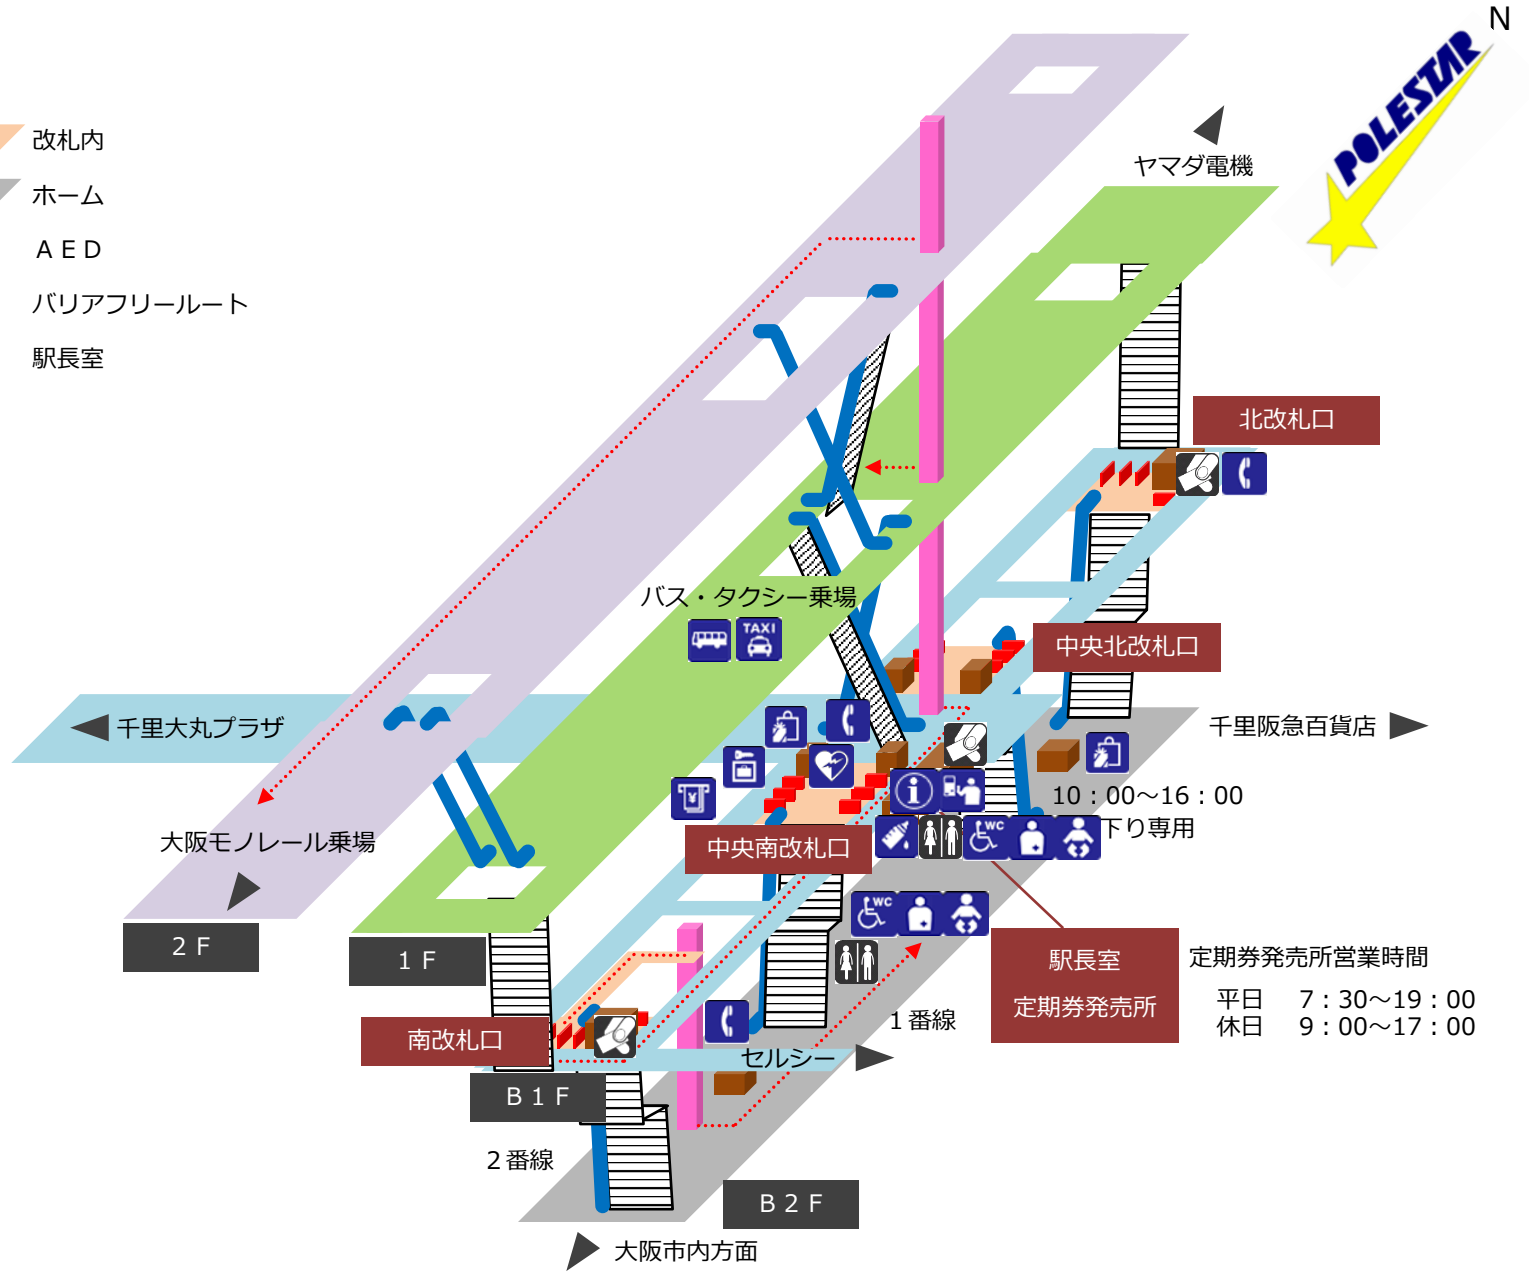 N
POLESTAR
改札内
ホーム
ＡＥＤ
バリアフリールート
駅長室
ヤマダ電機
北改札口
バス・タクシー乗場
TAXI
中央北改札口
千里大丸プラザ
千里阪急百貨店
10：00～16：00
下り専用
大阪モノレール乗場
中央南改札口
WC
WC
２Ｆ
１Ｆ
駅長室
定期券発売所
定期券発売所営業時間
平日　7：30～19：00
休日　9：00～17：00
１番線
南改札口
セルシー
Ｂ１Ｆ
２番線
Ｂ２Ｆ
大阪市内方面